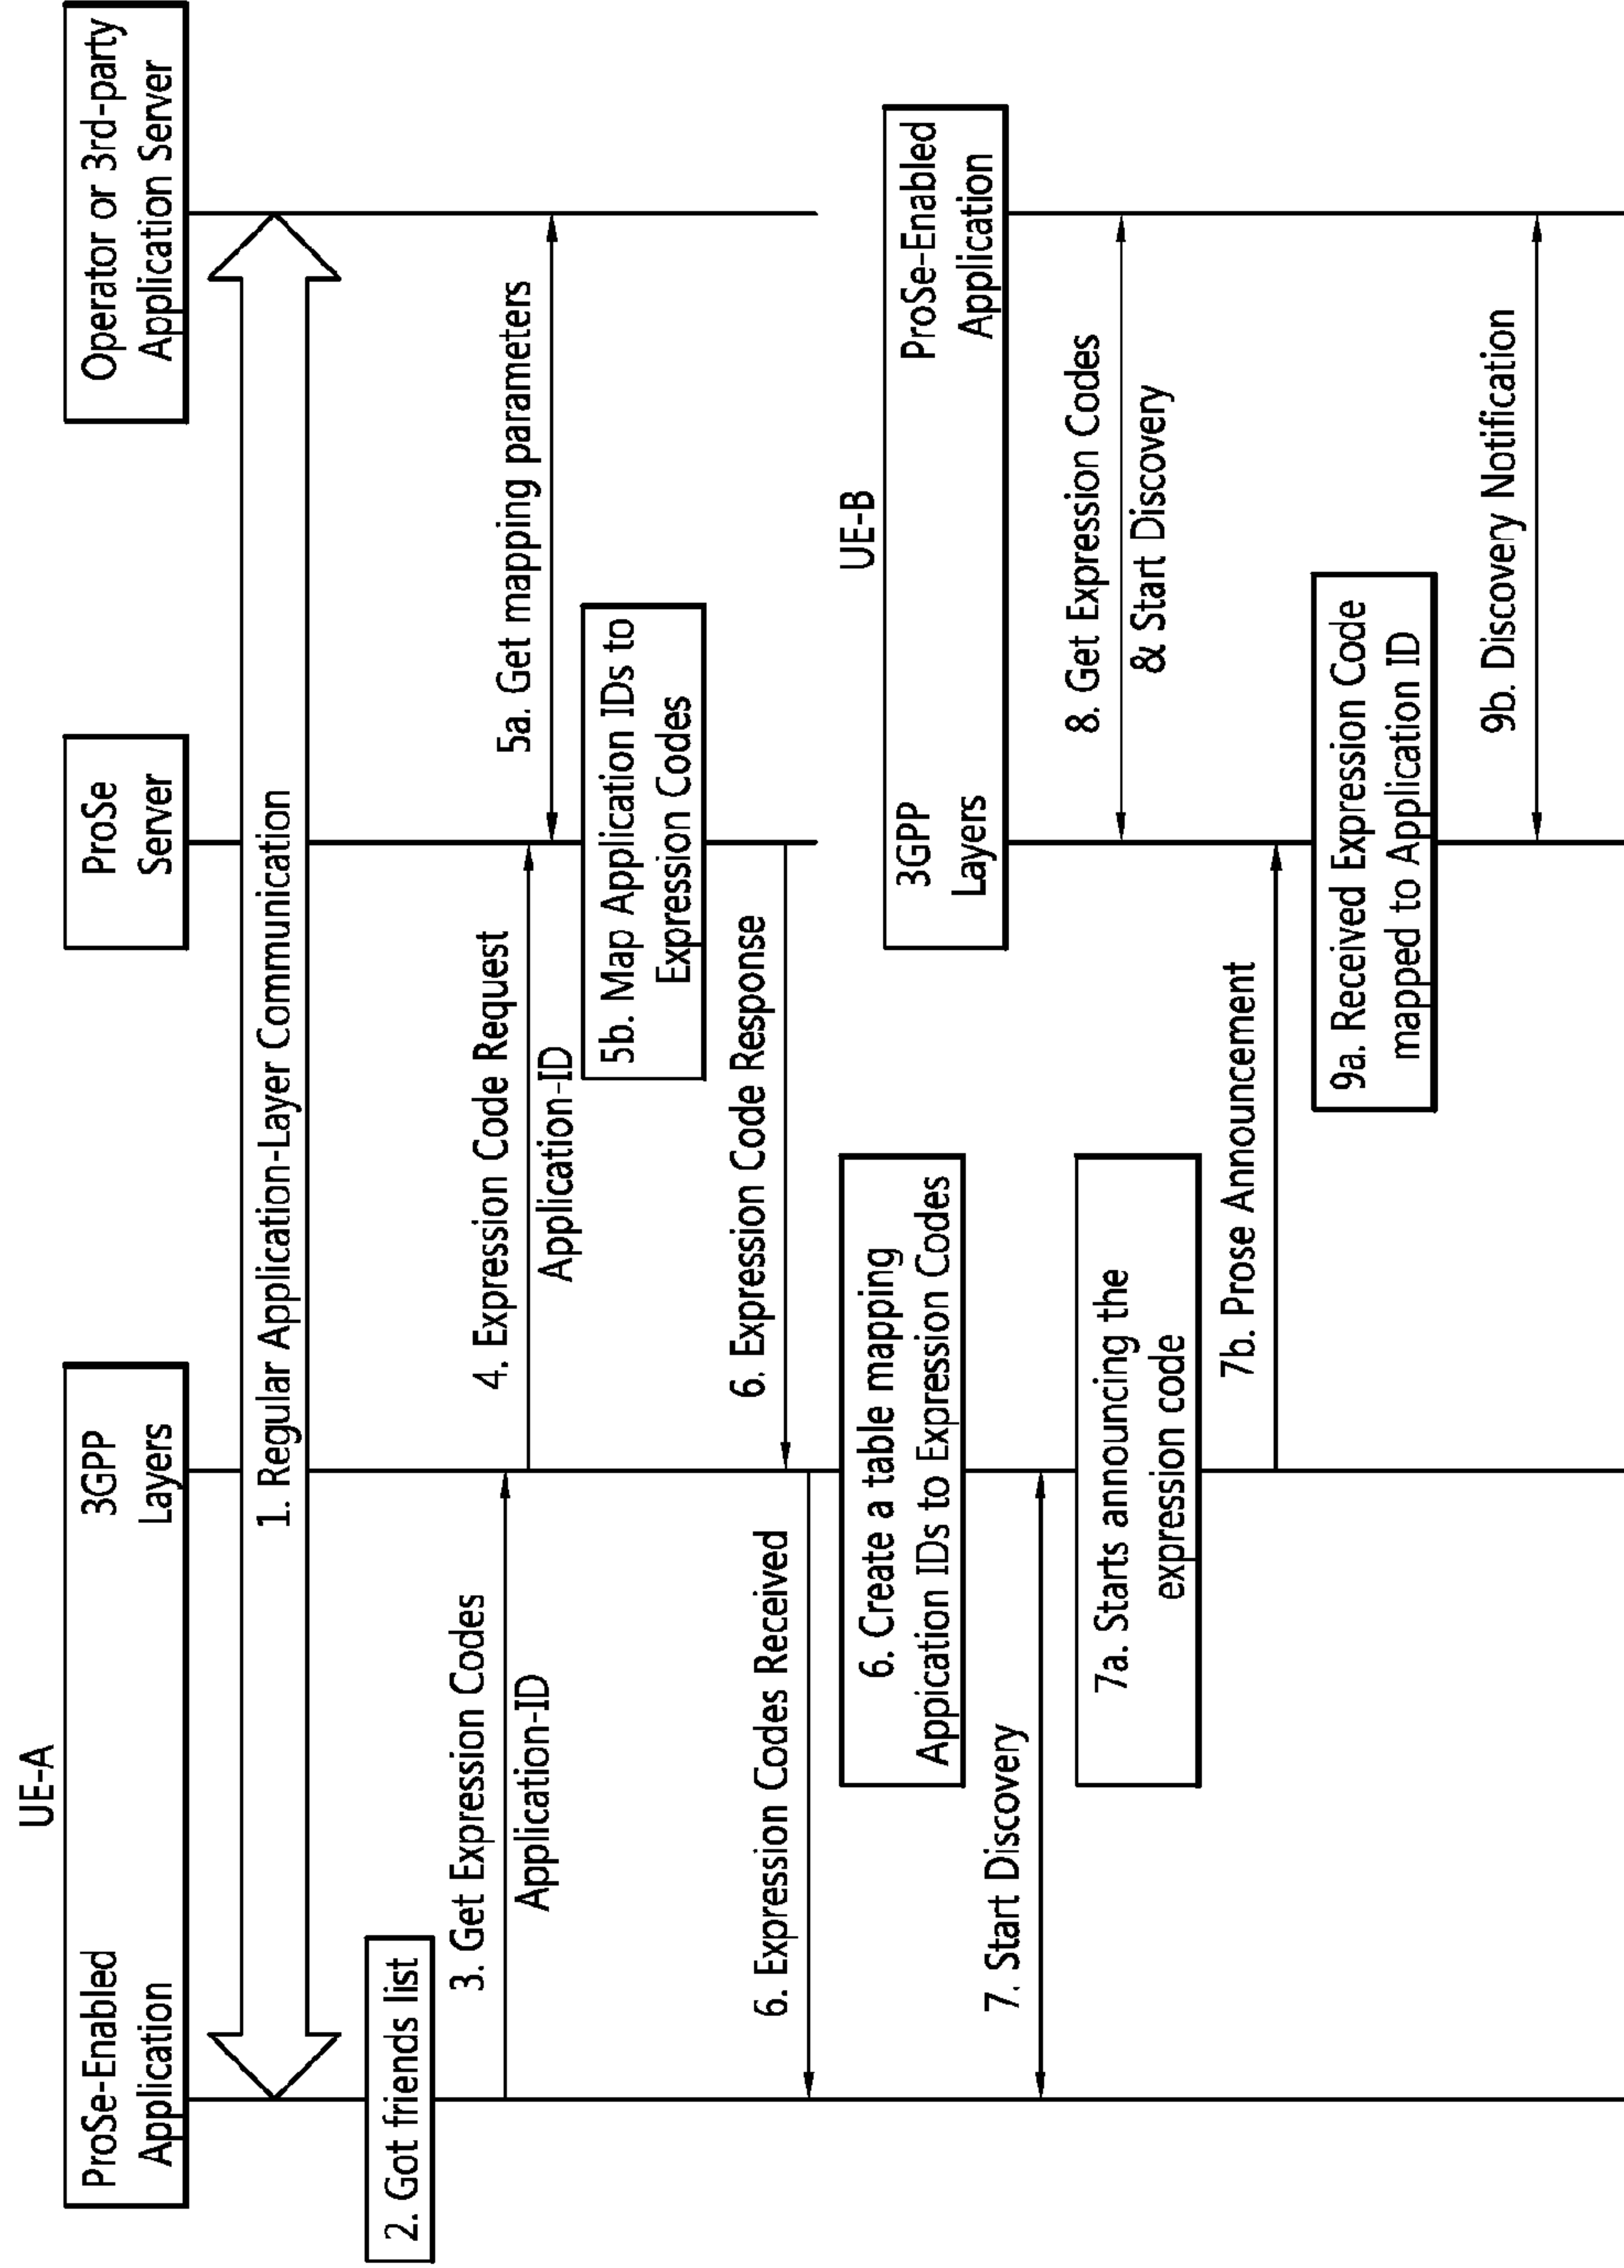 UE-A
ProSe-Enabled
Application
3GPP
Layers
ProSe
Server
Operator or 3rd-party
Application Server
1. Regular Application-Layer Communication
2. Got friends list
3. Get Expression Codes
Application-ID
4. Expression Code Request
Application-ID
5a. Get mapping parameters
5b. Map Application IDs to
Expression Codes
6. Expression Code Response
6. Expression Codes Received
6. Create a table mapping
Appication IDs to Expression Codes
UE-B
3GPP
Layers
ProSe-Enabled
Application
7. Start Discovery
7a. Starts announcing the
expression code
8. Get Expression Codes
& Start Discovery
7b. Prose Announcement
9a. Received Expression Code
mapped to Application ID
9b. Discovery Notification